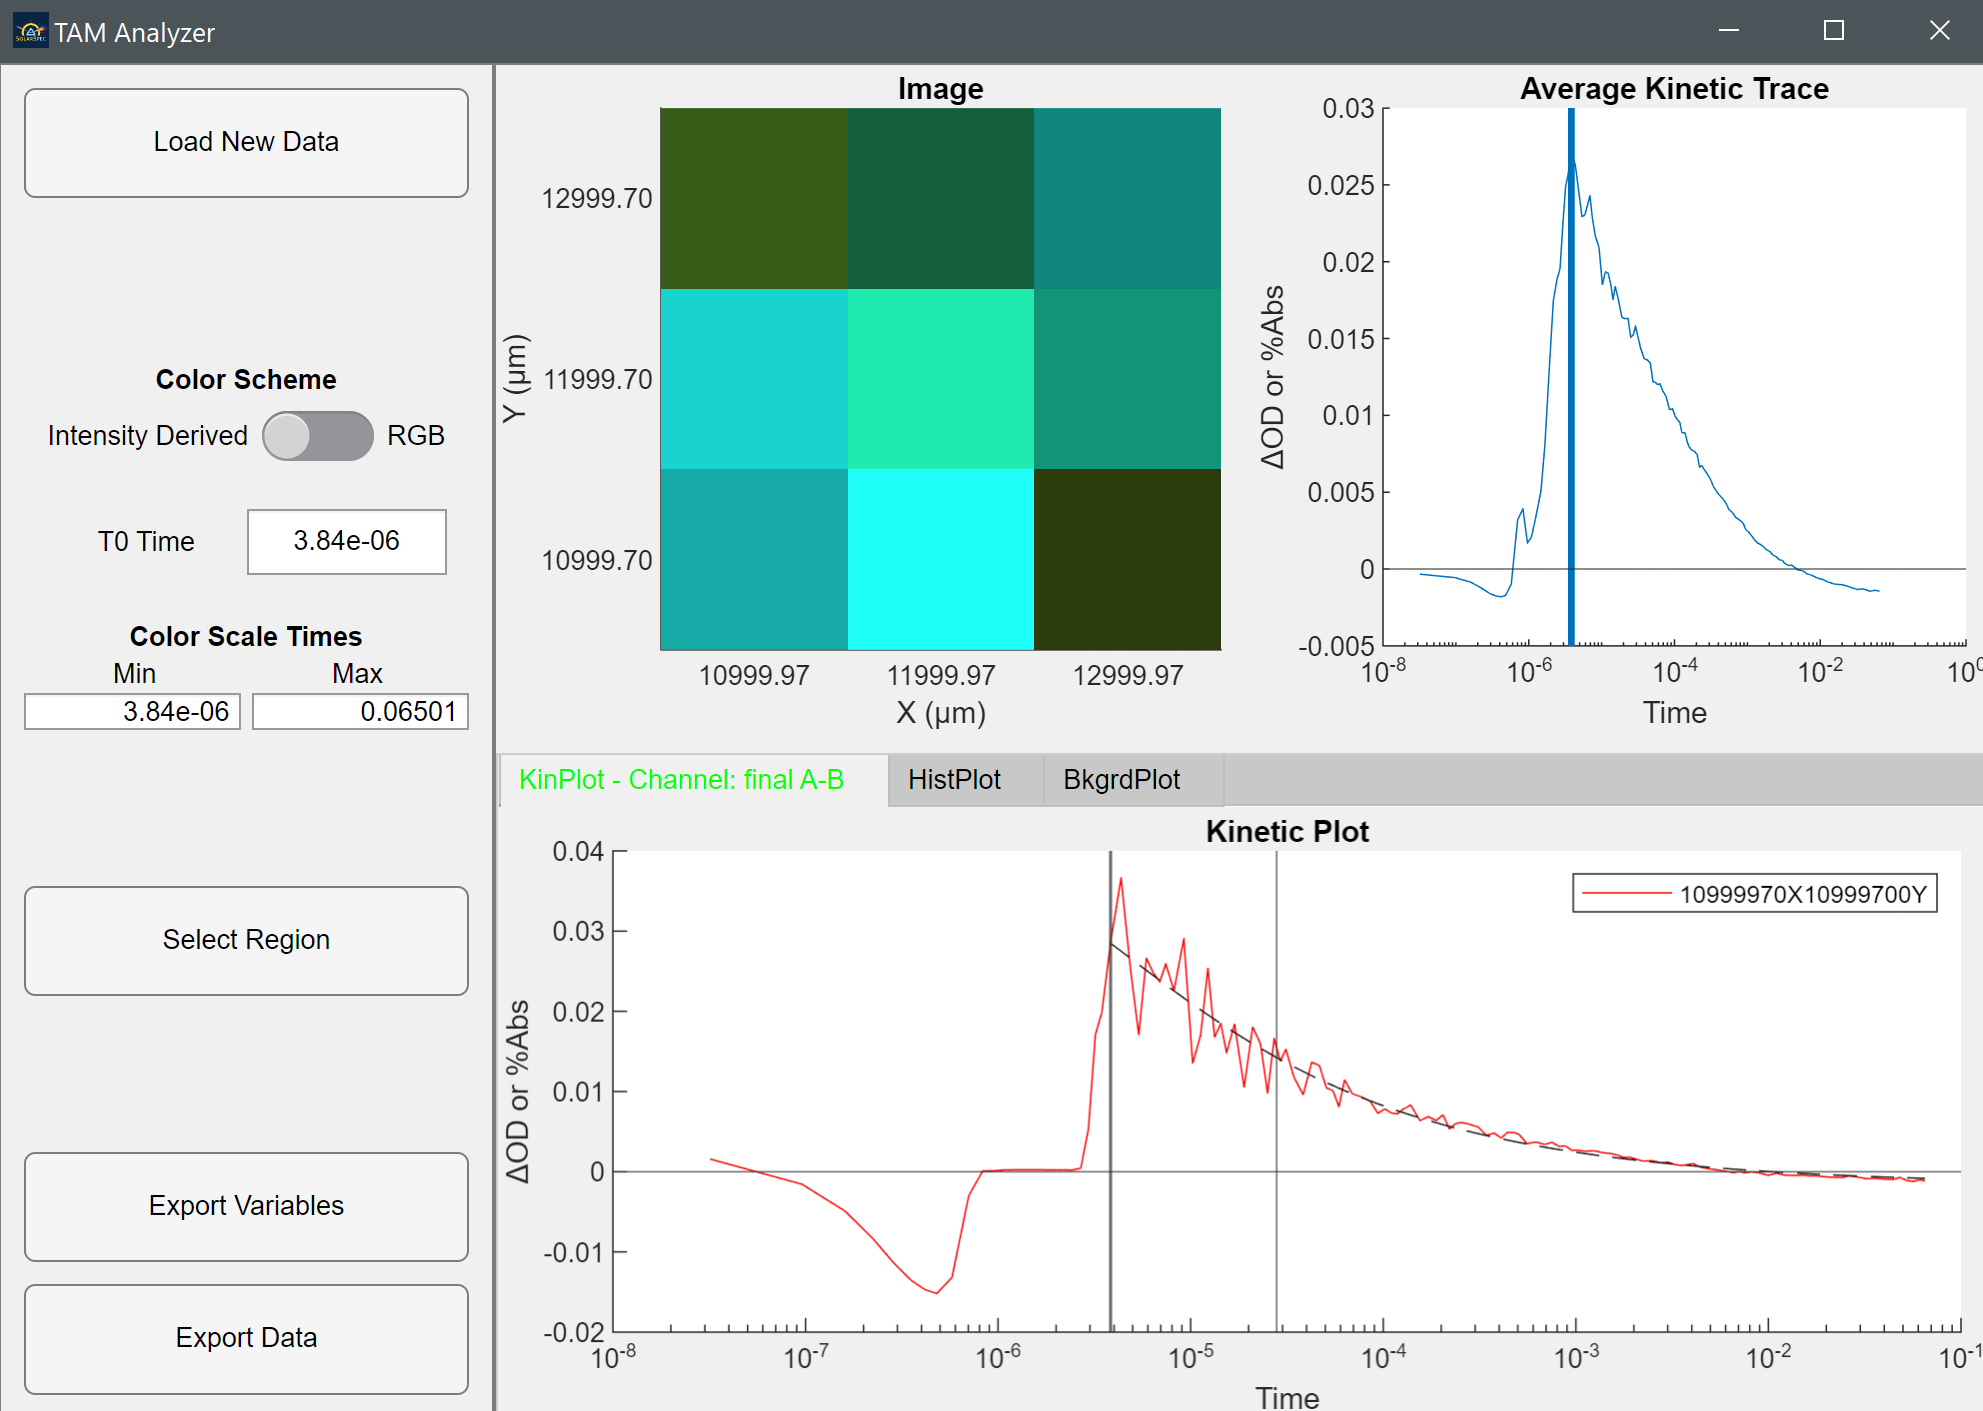 TAM Analyzer
Load New Data
Color Scheme
Intensity Derived RGB
T0 Time 3.84e-06
Color Scale Times
Min Max
3.84e-06 0.06501
Select Region
Export Variables
Export Data
Image
12999.70
11999.70
10999.70
Y (µm)
10999.97 11999.97 12999.97
X (µm)
Average Kinetic Trace
0.03
0.025
0.02
0.015
0.01
0.005
0
-0.005
ΔOD or %Abs
10-8 10-6 10-4 10-2 100
Time
KinPlot - Channel: final A-B HistPlot BkgrdPlot
Kinetic Plot
0.04
0.03
0.02
0.01
0
-0.01
-0.02
ΔOD or %Abs
10999970X10999700Y
10-8 10-7 10-6 10-5 10-4 10-3 10-2 10-1
Time